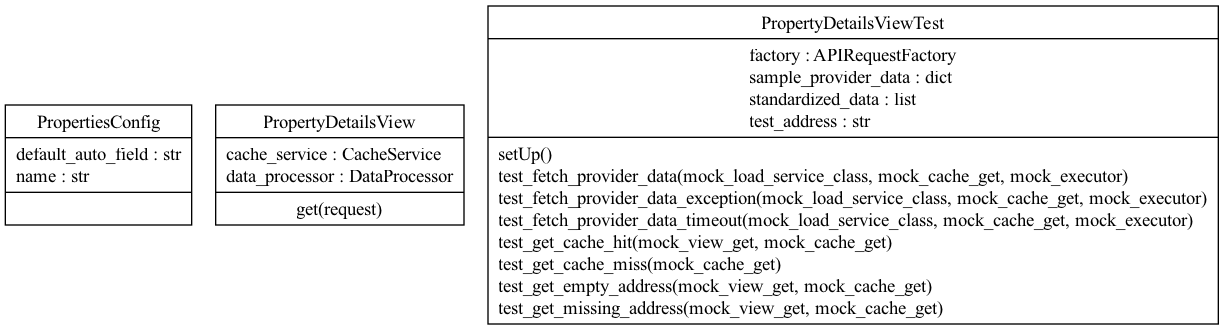 PropertiesConfig
default_auto_field : str
name : str
PropertyDetailsView
cache_service : CacheService
data_processor : DataProcessor
get(request)
PropertyDetailsViewTest
factory : APIRequestFactory
sample_provider_data : dict
standardized_data : list
test_address : str
setUp()
test_fetch_provider_data(mock_load_service_class, mock_cache_get, mock_executor)
test_fetch_provider_data_exception(mock_load_service_class, mock_cache_get, mock_executor)
test_fetch_provider_data_timeout(mock_load_service_class, mock_cache_get, mock_executor)
test_get_cache_hit(mock_view_get, mock_cache_get)
test_get_cache_miss(mock_cache_get)
test_get_empty_address(mock_view_get, mock_cache_get)
test_get_missing_address(mock_view_get, mock_cache_get)